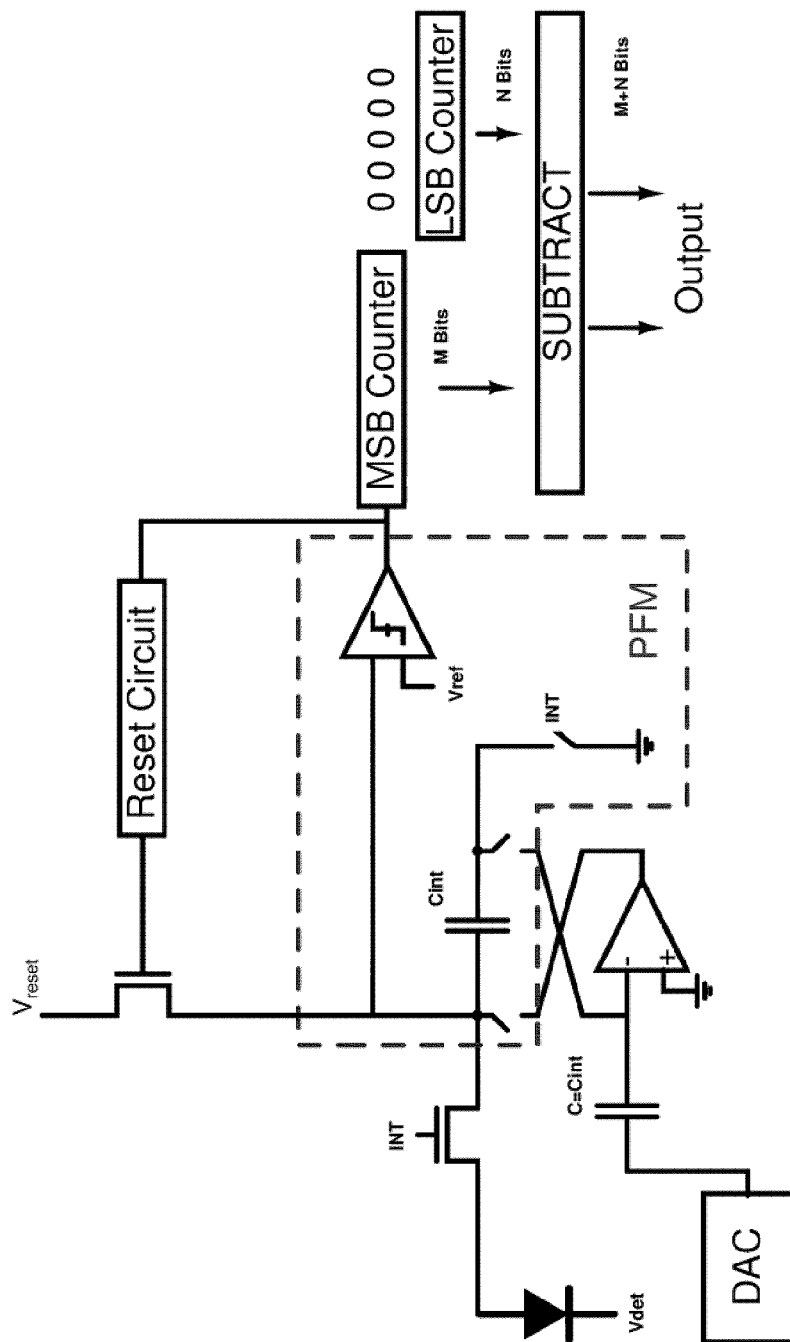 Vreset
Reset Circuit
MSB Counter
0 0 0 0 0
LSB Counter
M Bits
N Bits
SUBTRACT
M+N Bits
Output
INT
Cint
Vref
INT
PFM
Vdet
C=Cint
-
+
DAC